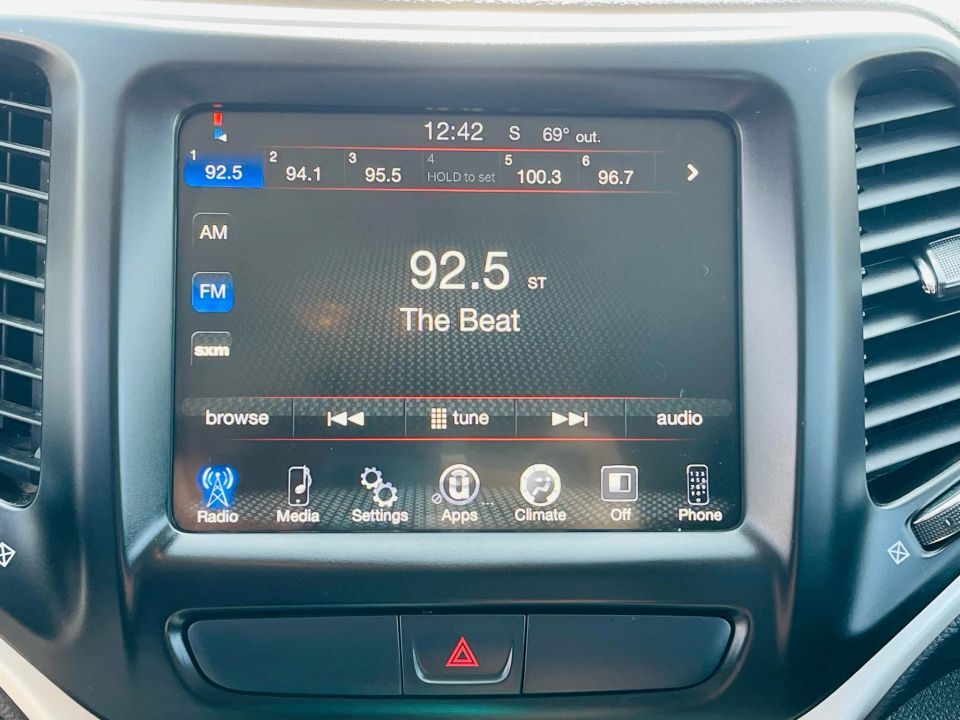 12:42 S 69° out.
1 92.5 2 94.1 3 95.5 4 HOLD to set 5 100.3 6 96.7
AM
92.5 ST
FM
The Beat
sxm
browse tune audio
Radio Media Settings Apps Climate Off Phone